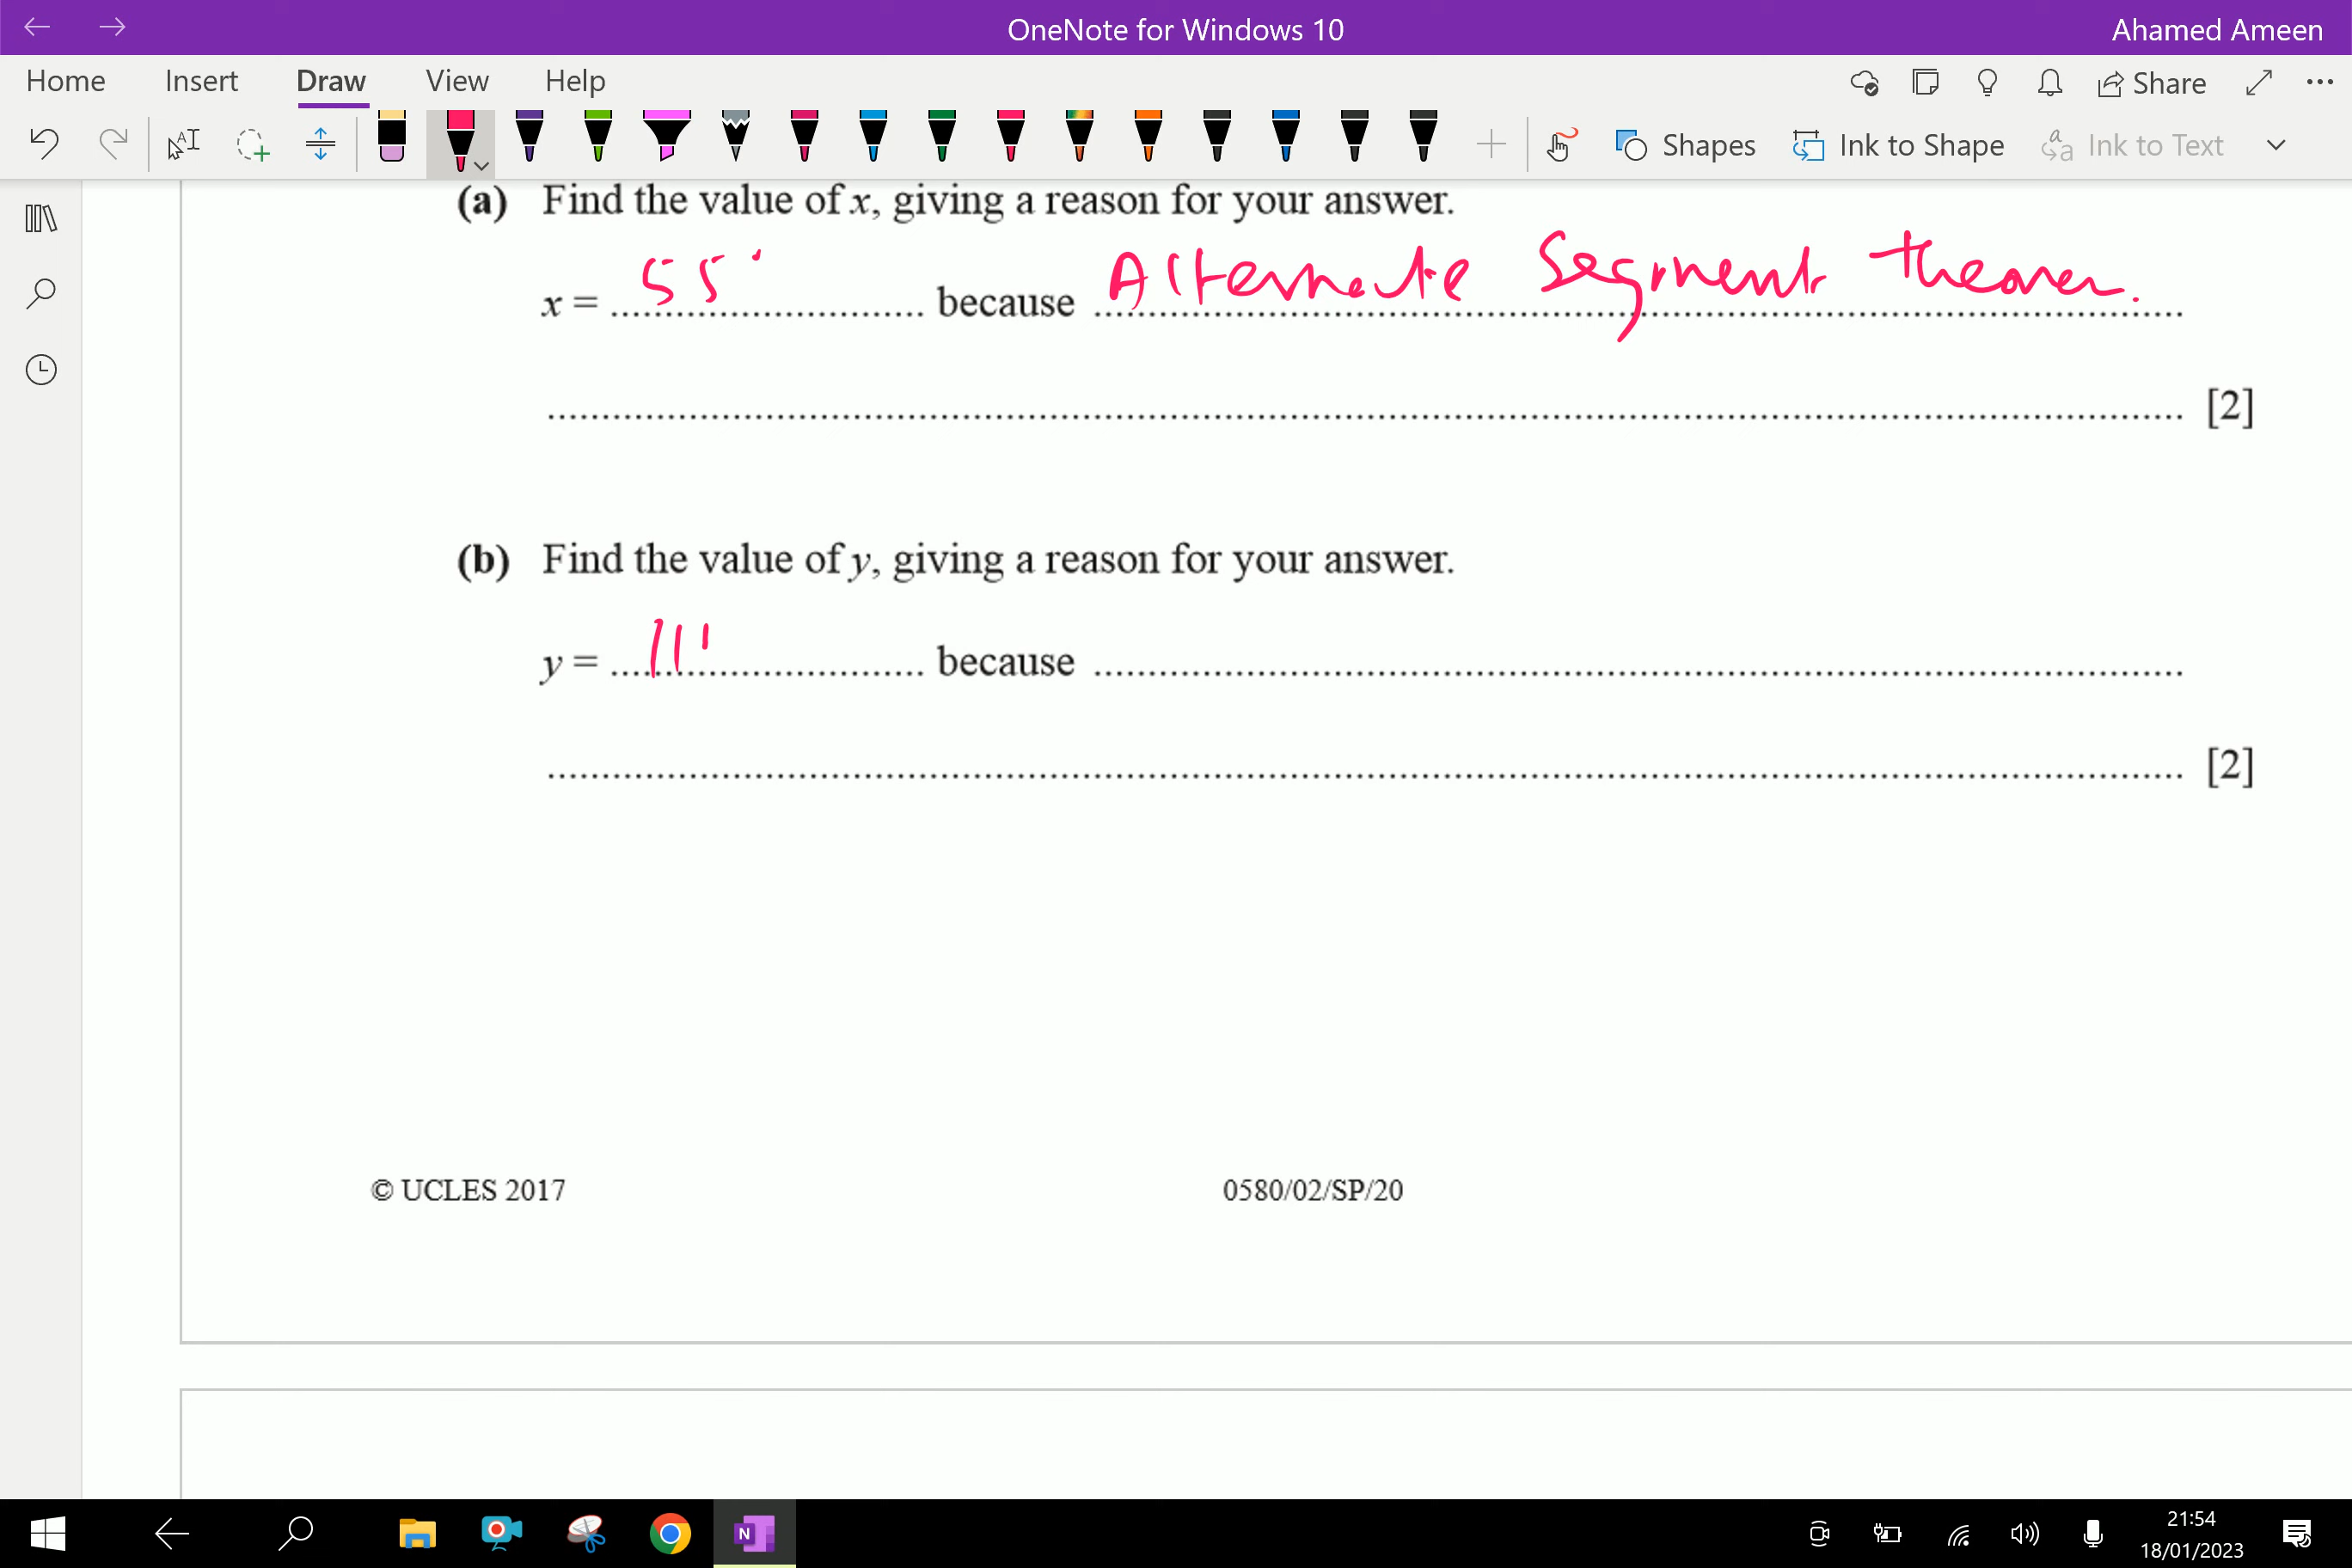 OneNote for Windows 10
Ahamed Ameen
Home Insert Draw View Help
Share
Shapes Ink to Shape Ink to Text
(a) Find the value of x, giving a reason for your answer.
x = 55° because Alternate Segment theorem.
[2]
(b) Find the value of y, giving a reason for your answer.
y = 11 because
[2]
© UCLES 2017
0580/02/SP/20
21:54
18/01/2023